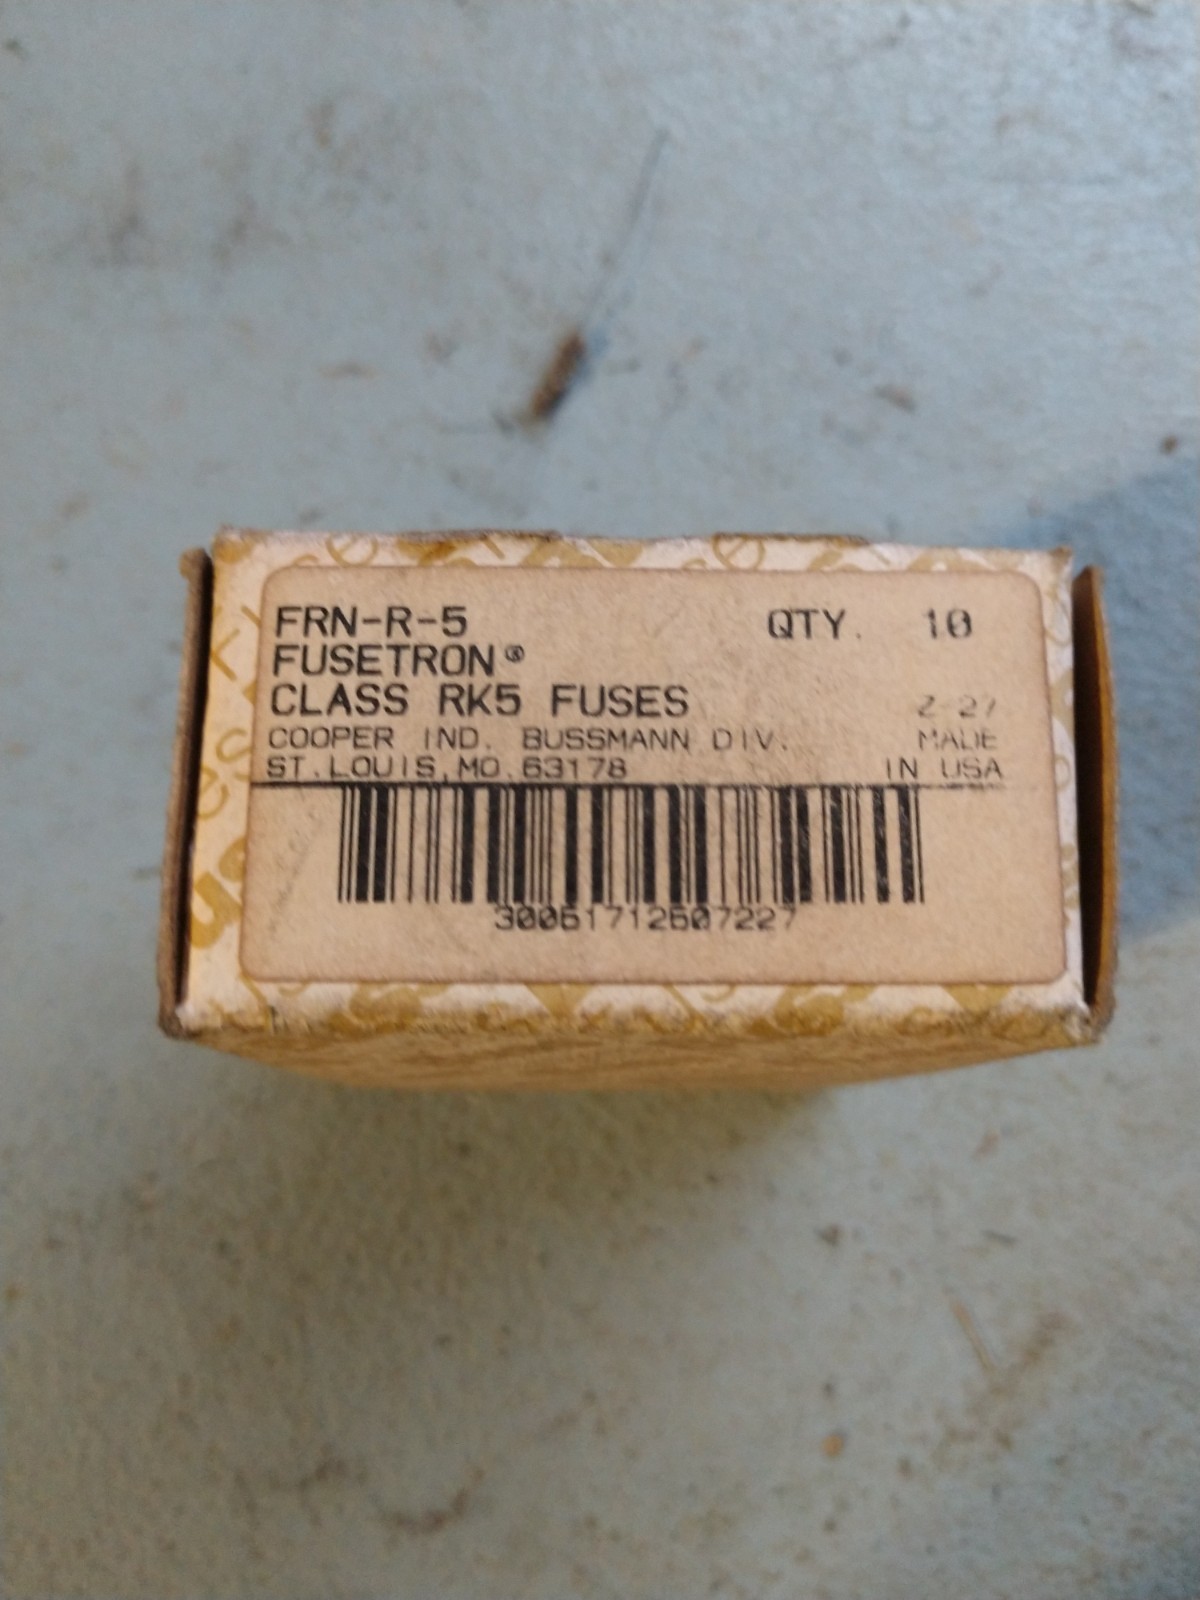 FRN-R-5 QTY. 10
FUSETRON®
CLASS RK5 FUSES Z-27
COOPER IND. BUSSMANN DIV. MADE
ST.LOUIS,MO.63178 IN USA
30051712607227